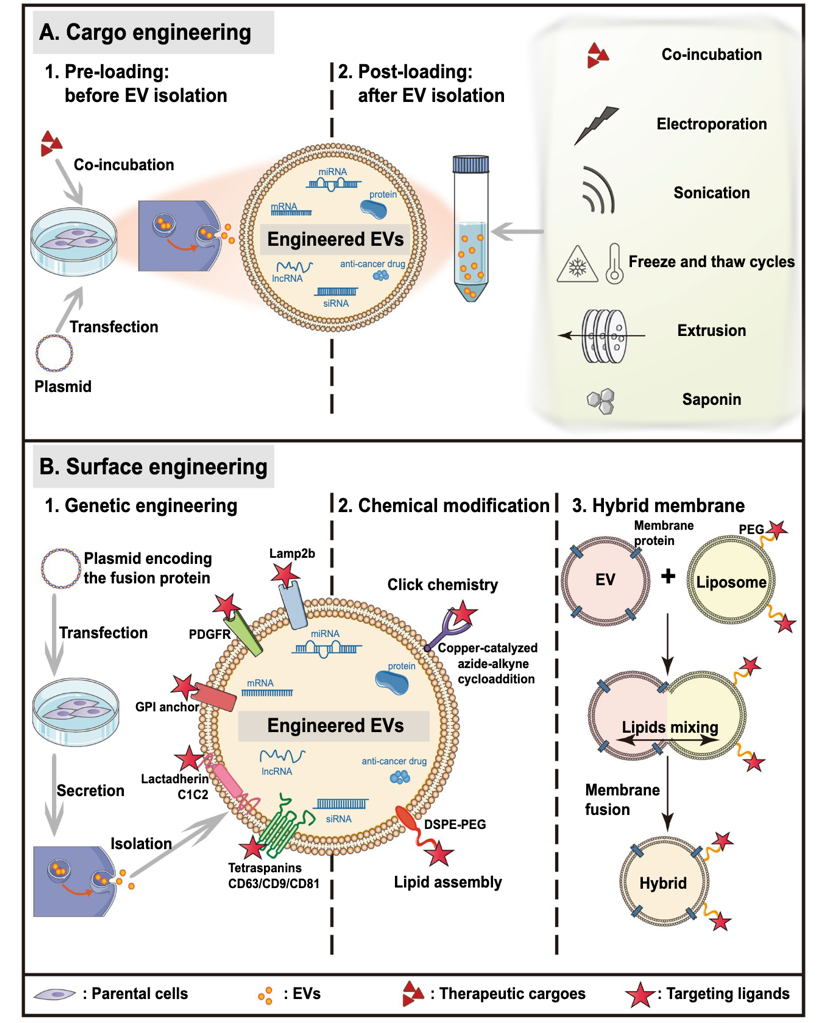 A. Cargo engineering
1. Pre-loading:
before EV isolation
2. Post-loading:
after EV isolation
Co-incubation
Transfection
Plasmid
miRNA
protein
mRNA
Engineered EVs
lncRNA
anti-cancer drug
siRNA
Co-incubation
Electroporation
Sonication
Freeze and thaw cycles
Extrusion
Saponin
B. Surface engineering
1. Genetic engineering
2. Chemical modification
3. Hybrid membrane
Plasmid encoding
the fusion protein
Transfection
Secretion
Isolation
Lamp2b
PDGFR
GPI anchor
Lactadherin
C1C2
Tetraspanins
CD63/CD9/CD81
miRNA
protein
mRNA
Engineered EVs
lncRNA
anti-cancer drug
siRNA
Click chemistry
Copper-catalyzed
azide-alkyne
cycloaddition
DSPE-PEG
Lipid assembly
Membrane
protein
PEG
EV
+
Liposome
Lipids mixing
Membrane
fusion
Hybrid
: Parental cells
: EVs
: Therapeutic cargoes
: Targeting ligands